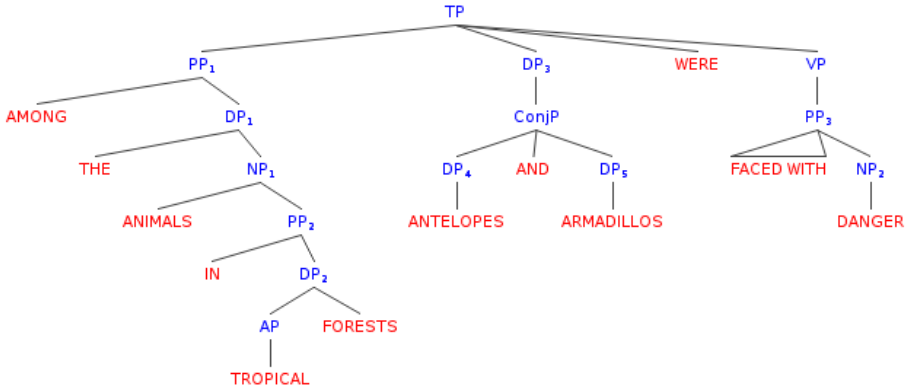 TP
PP₁ DP₃ WERE VP
AMONG DP₁ ConjP PP₃
THE NP₁ DP₄ AND DP₅ FACED WITH NP₂
ANIMALS PP₂ ANTELOPES ARMADILLOS DANGER
IN DP₂
AP FORESTS
TROPICAL